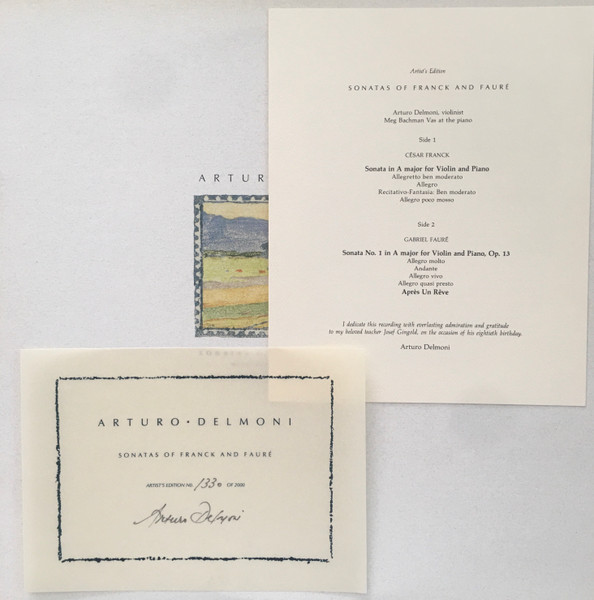 Artist's Edition
SONATAS OF FRANCK AND FAURÉ
Arturo Delmoni, violinist
Meg Bachman Vas at the piano
Side 1
CÉSAR FRANCK
Sonata in A major for Violin and Piano
Allegretto ben moderato
Allegro
Recitativo-Fantasia: Ben moderato
Allegro poco mosso
Side 2
GABRIEL FAURÉ
Sonata No. 1 in A major for Violin and Piano, Op. 13
Allegro molto
Andante
Allegro vivo
Allegro quasi presto
Après Un Rêve
I dedicate this recording with everlasting admiration and gratitude
to my beloved teacher Josef Gingold, on the occasion of his eightieth birthday.
Arturo Delmoni
ARTUR
ARTURO • DELMONI
SONATAS OF FRANCK AND FAURÉ
ARTIST'S EDITION NO. 133 OF 2000
Arturo Delmoni